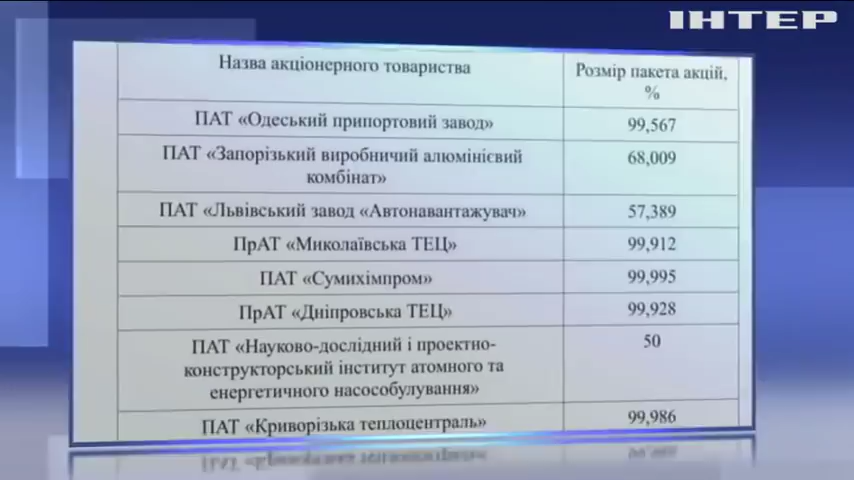 ІНТЕР
Назва акціонерного товариства
Розмір пакета акцій,
%
ПАТ «Одеський припортовий завод»
99,567
ПАТ «Запорізький виробничий алюмінієвий
комбінат»
68,009
ПАТ «Львівський завод «Автонавантажувач»
57,389
ПрАТ «Миколаївська ТЕЦ»
99,912
ПАТ «Сумихімпром»
99,995
ПрАТ «Дніпровська ТЕЦ»
99,928
ПАТ «Науково-дослідний і проектно-
конструкторський інститут атомного та
енергетичного насособулування»
50
ПАТ «Криворізька теплоцентраль»
99,986